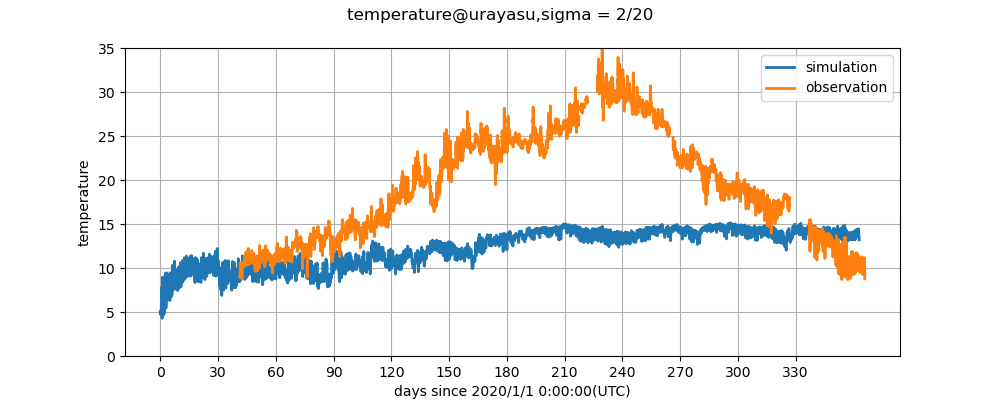 temperature@urayasu,sigma = 2/20
35
30
25
20
15
10
5
0
temperature
simulation
observation
0 30 60 90 120 150 180 210 240 270 300 330
days since 2020/1/1 0:00:00(UTC)